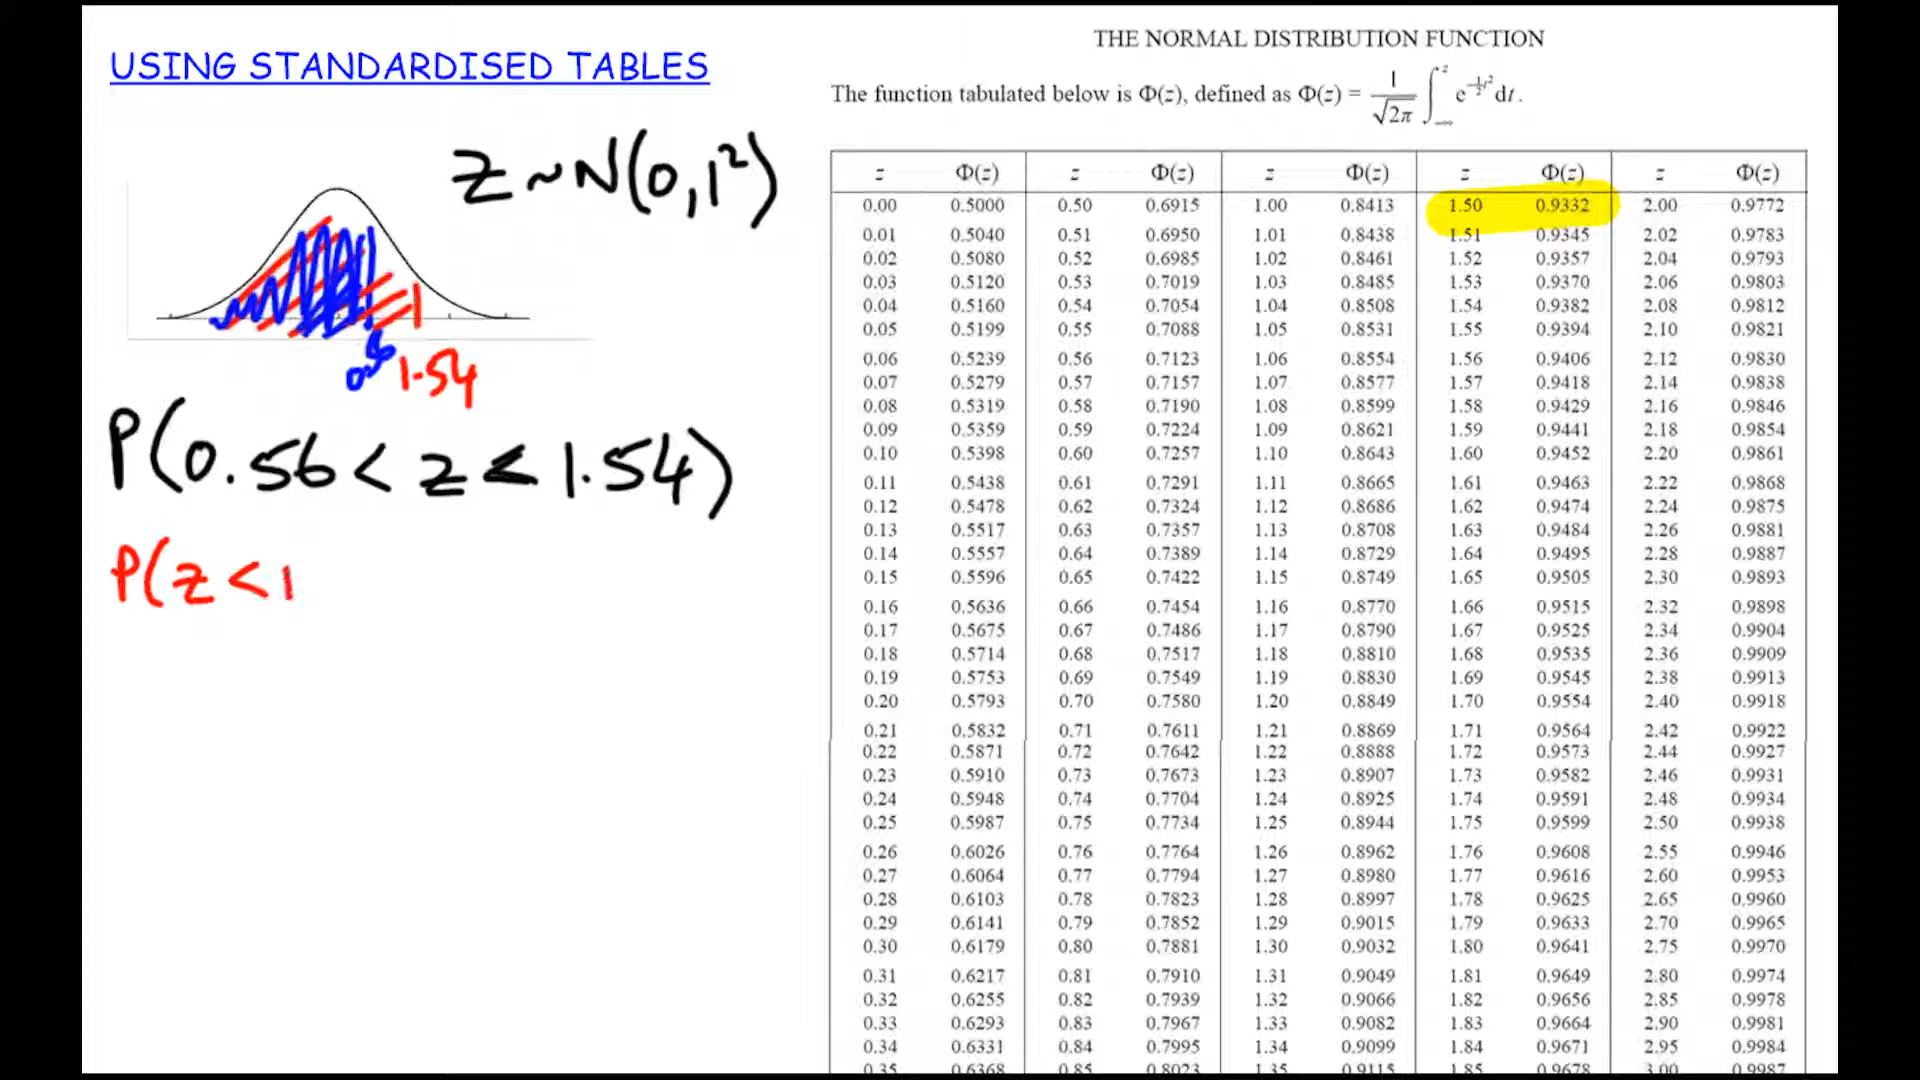 USING STANDARDISED TABLES
Z ~ N(0, 1²)
0.56 1.54
P(0.56 < z < 1.54)
P(z < 1
THE NORMAL DISTRIBUTION FUNCTION
The function tabulated below is Φ(z), defined as Φ(z) = 1/√2π ∫ z −∞ e^−½t² dt.
z Φ(z) z Φ(z) z Φ(z) z Φ(z) z Φ(z)
0.00 0.5000 0.50 0.6915 1.00 0.8413 1.50 0.9332 2.00 0.9772
0.01 0.5040 0.51 0.6950 1.01 0.8438 1.51 0.9345 2.02 0.9783
0.02 0.5080 0.52 0.6985 1.02 0.8461 1.52 0.9357 2.04 0.9793
0.03 0.5120 0.53 0.7019 1.03 0.8485 1.53 0.9370 2.06 0.9803
0.04 0.5160 0.54 0.7054 1.04 0.8508 1.54 0.9382 2.08 0.9812
0.05 0.5199 0.55 0.7088 1.05 0.8531 1.55 0.9394 2.10 0.9821
0.06 0.5239 0.56 0.7123 1.06 0.8554 1.56 0.9406 2.12 0.9830
0.07 0.5279 0.57 0.7157 1.07 0.8577 1.57 0.9418 2.14 0.9838
0.08 0.5319 0.58 0.7190 1.08 0.8599 1.58 0.9429 2.16 0.9846
0.09 0.5359 0.59 0.7224 1.09 0.8621 1.59 0.9441 2.18 0.9854
0.10 0.5398 0.60 0.7257 1.10 0.8643 1.60 0.9452 2.20 0.9861
0.11 0.5438 0.61 0.7291 1.11 0.8665 1.61 0.9463 2.22 0.9868
0.12 0.5478 0.62 0.7324 1.12 0.8686 1.62 0.9474 2.24 0.9875
0.13 0.5517 0.63 0.7357 1.13 0.8708 1.63 0.9484 2.26 0.9881
0.14 0.5557 0.64 0.7389 1.14 0.8729 1.64 0.9495 2.28 0.9887
0.15 0.5596 0.65 0.7422 1.15 0.8749 1.65 0.9505 2.30 0.9893
0.16 0.5636 0.66 0.7454 1.16 0.8770 1.66 0.9515 2.32 0.9898
0.17 0.5675 0.67 0.7486 1.17 0.8790 1.67 0.9525 2.34 0.9904
0.18 0.5714 0.68 0.7517 1.18 0.8810 1.68 0.9535 2.36 0.9909
0.19 0.5753 0.69 0.7549 1.19 0.8830 1.69 0.9545 2.38 0.9913
0.20 0.5793 0.70 0.7580 1.20 0.8849 1.70 0.9554 2.40 0.9918
0.21 0.5832 0.71 0.7611 1.21 0.8869 1.71 0.9564 2.42 0.9922
0.22 0.5871 0.72 0.7642 1.22 0.8888 1.72 0.9573 2.44 0.9927
0.23 0.5910 0.73 0.7673 1.23 0.8907 1.73 0.9582 2.46 0.9931
0.24 0.5948 0.74 0.7704 1.24 0.8925 1.74 0.9591 2.48 0.9934
0.25 0.5987 0.75 0.7734 1.25 0.8944 1.75 0.9599 2.50 0.9938
0.26 0.6026 0.76 0.7764 1.26 0.8962 1.76 0.9608 2.55 0.9946
0.27 0.6064 0.77 0.7794 1.27 0.8980 1.77 0.9616 2.60 0.9953
0.28 0.6103 0.78 0.7823 1.28 0.8997 1.78 0.9625 2.65 0.9960
0.29 0.6141 0.79 0.7852 1.29 0.9015 1.79 0.9633 2.70 0.9965
0.30 0.6179 0.80 0.7881 1.30 0.9032 1.80 0.9641 2.75 0.9970
0.31 0.6217 0.81 0.7910 1.31 0.9049 1.81 0.9649 2.80 0.9974
0.32 0.6255 0.82 0.7939 1.32 0.9066 1.82 0.9656 2.85 0.9978
0.33 0.6293 0.83 0.7967 1.33 0.9082 1.83 0.9664 2.90 0.9981
0.34 0.6331 0.84 0.7995 1.34 0.9099 1.84 0.9671 2.95 0.9984
0.35 0.6368 0.85 0.8023 1.35 0.9115 1.85 0.9678 3.00 0.9987